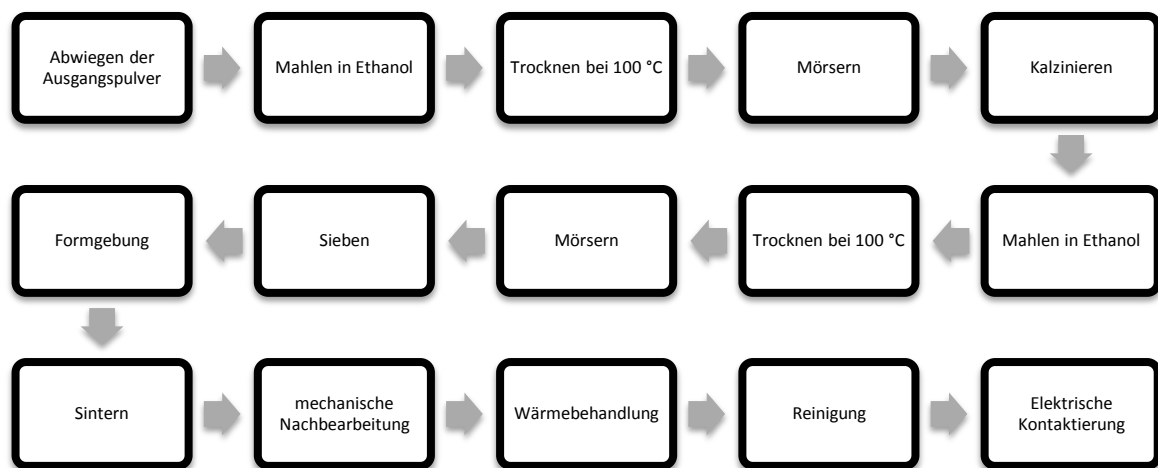 Abwiegen der
Ausgangspulver
Mahlen in Ethanol
Trocknen bei 100 °C
Mörsern
Kalzinieren
Mahlen in Ethanol
Trocknen bei 100 °C
Mörsern
Sieben
Formgebung
Sintern
mechanische
Nachbearbeitung
Wärmebehandlung
Reinigung
Elektrische
Kontaktierung